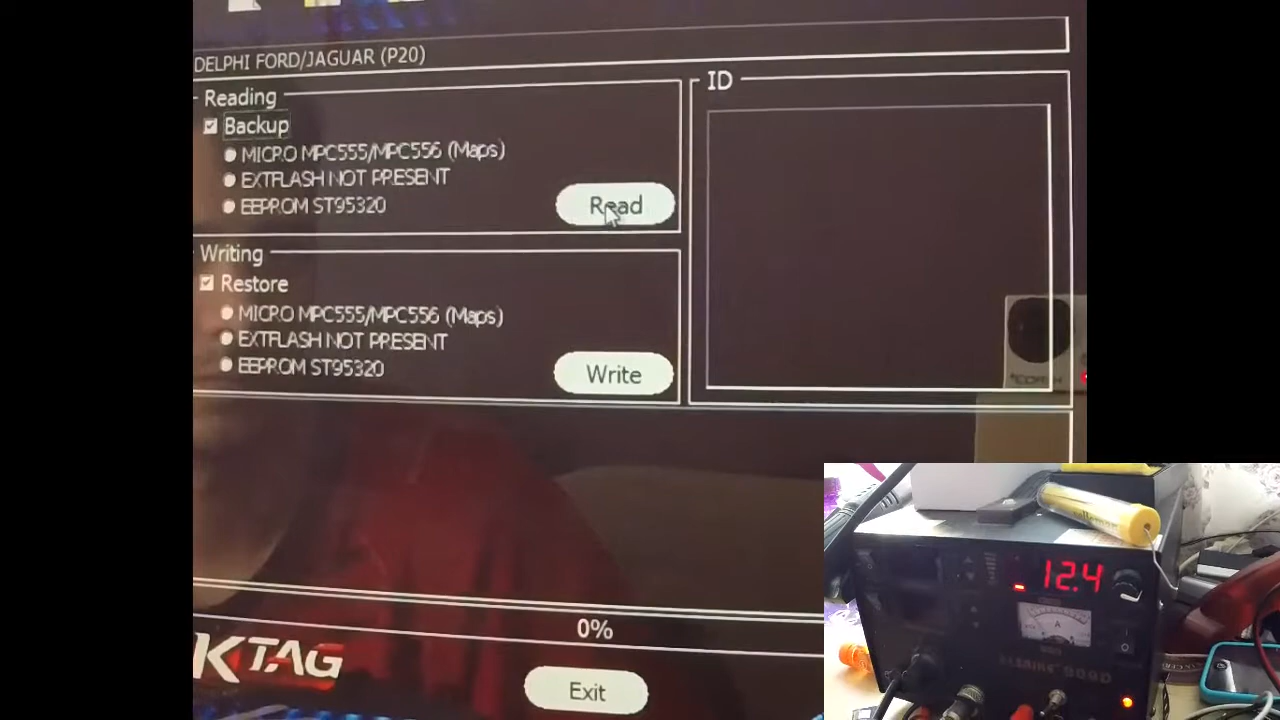 DELPHI FORD/JAGUAR (P20)
Reading
Backup
MICRO MPC555/MPC556 (Maps)
EXTFLASH NOT PRESENT
EEPROM ST95320
Read
ID
Writing
Restore
MICRO MPC555/MPC556 (Maps)
EXTFLASH NOT PRESENT
EEPROM ST95320
Write
0%
KTAG
Exit
12.4
A